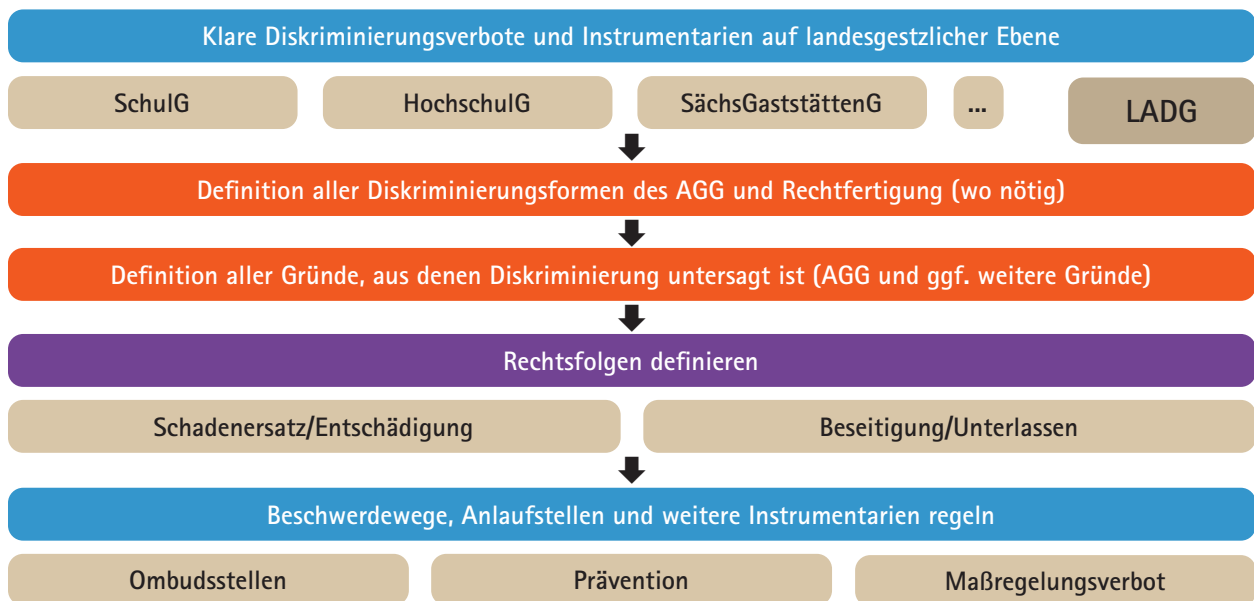 Klare Diskriminierungsverbote und Instrumentarien auf landesgestzlicher Ebene
SchulG
HochschulG
SächsGaststättenG
...
LADG
Definition aller Diskriminierungsformen des AGG und Rechtfertigung (wo nötig)
Definition aller Gründe, aus denen Diskriminierung untersagt ist (AGG und ggf. weitere Gründe)
Rechtsfolgen definieren
Schadenersatz/Entschädigung
Beseitigung/Unterlassen
Beschwerdewege, Anlaufstellen und weitere Instrumentarien regeln
Ombudsstellen
Prävention
Maßregelungsverbot